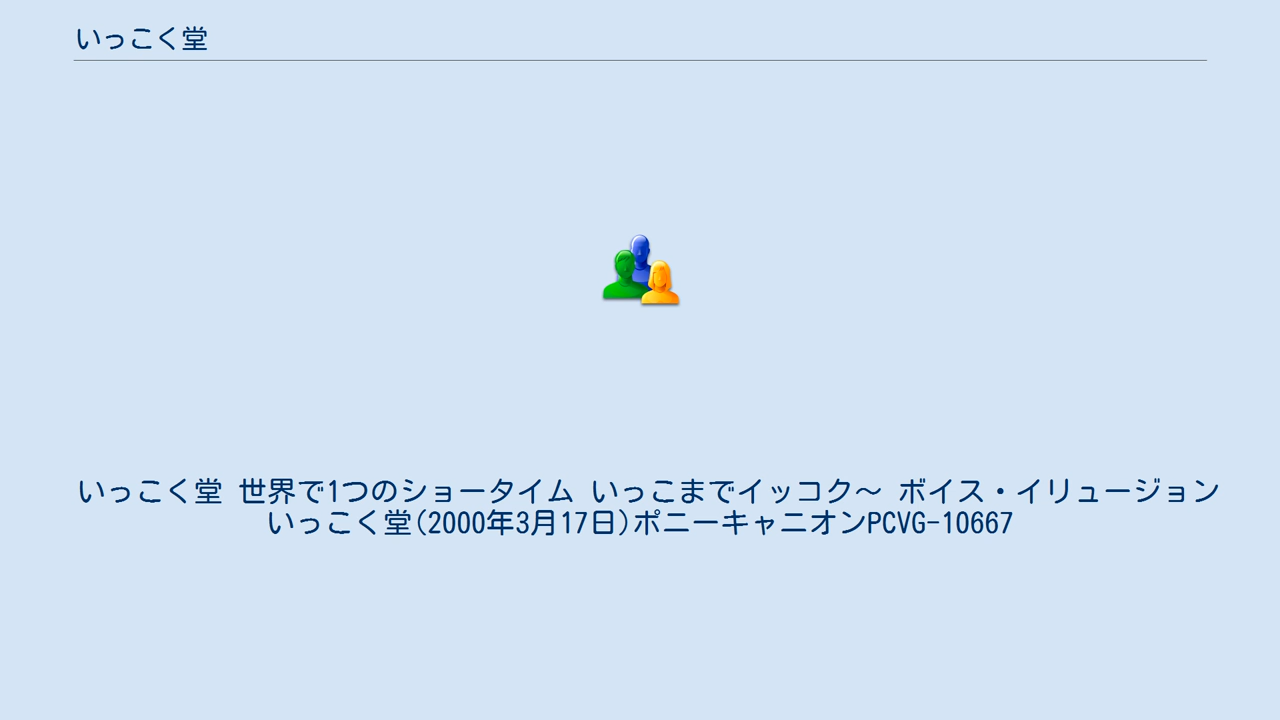 いっこく堂
いっこく堂 世界で1つのショータイム いっこまでイッコク〜 ボイス・イリュージョン
いっこく堂(2000年3月17日)ポニーキャニオンPCVG-10667